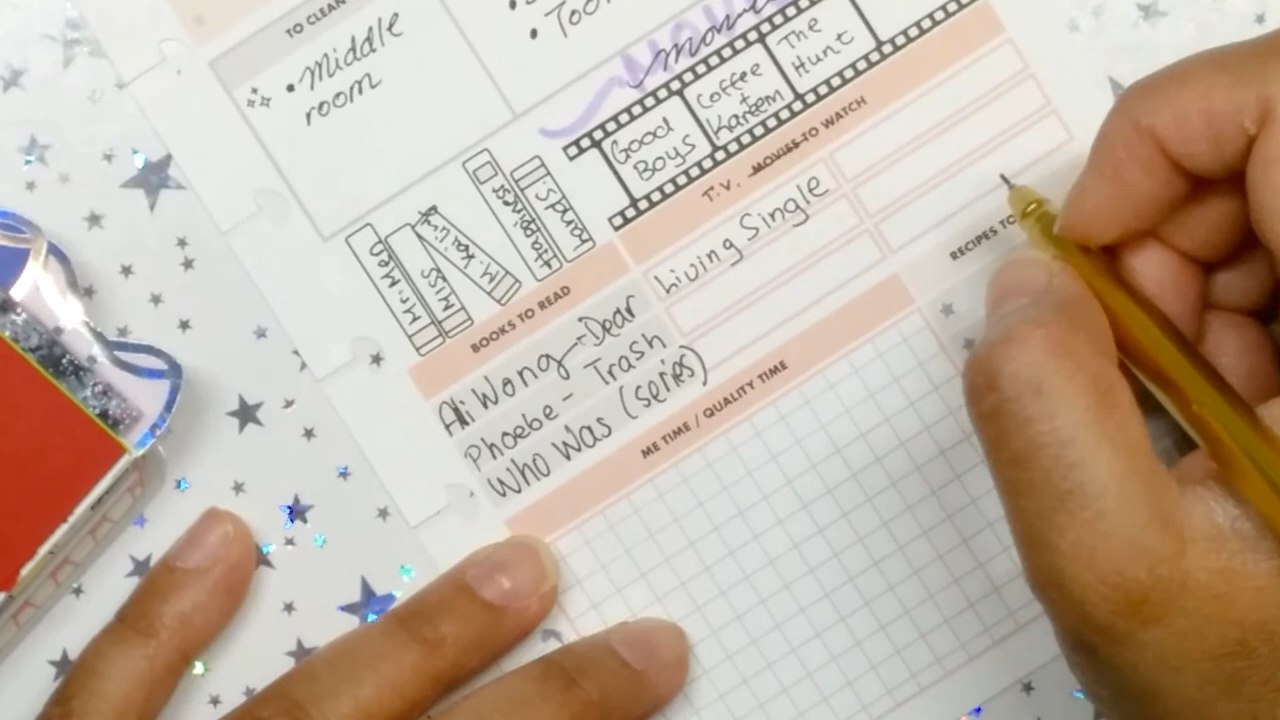 TO CLEAN
• Middle
room
• Tool
movie
Good
Boys
Coffee
+
Kareem
The
Hunt
Mr. Men
Miss
M. Kaling
Happiness
hands.
BOOKS TO READ
Ali Wong - Dear
Phoebe - Trash
Who Was (series)
T.V. MOVIES TO WATCH
Living Single
ME TIME / QUALITY TIME
RECIPES TO